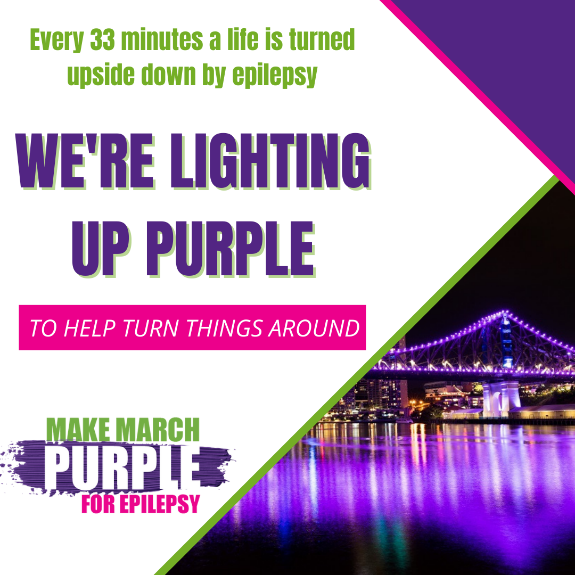 Every 33 minutes a life is turned
upside down by epilepsy
WE'RE LIGHTING
UP PURPLE
TO HELP TURN THINGS AROUND
MAKE MARCH
PURPLE
FOR EPILEPSY